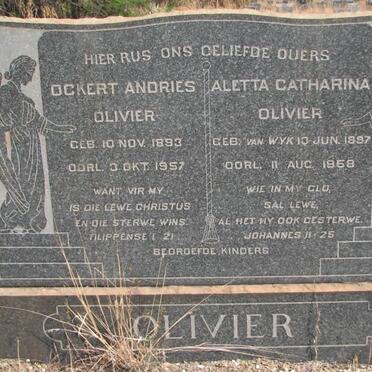 HIER RUS ONS GELIEFDE OUERS
OCKERT ANDRIES
OLIVIER
GEB. 10 NOV. 1893
OORL. 3 OKT. 1957
WANT VIR MY
IS DIE LEWE CHRISTUS
EN DIE STERWE WINS.
FILIPPENSE 1:21
ALETTA CATHARINA
OLIVIER
GEB. VAN WYK 13 JUN. 1897
OORL. 11 AUG. 1958
WIE IN MY GLO,
SAL LEWE,
AL HET HY OOK GESTERWE.
JOHANNES 11:25
BEDROEFDE KINDERS
OLIVIER